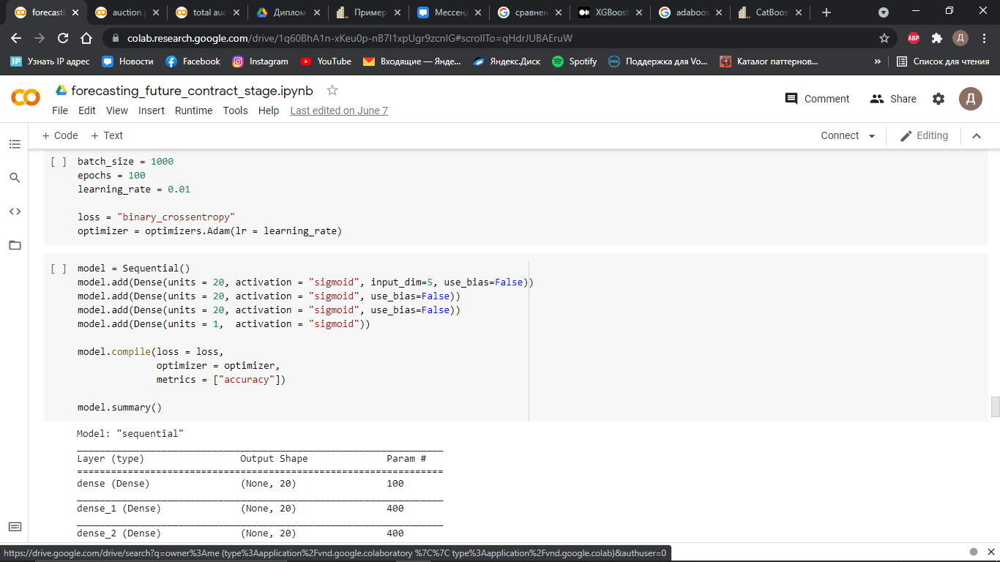 forecasti
auction p
total auc
Диплом
Пример
Мессенд
сравнен
XGBoost
adaboos
CatBoos
colab.research.google.com/drive/1q60BhA1n-xKeu0p-nB7I1xpUgr9zcnIG#scrollTo=qHdrJUBAEruW
ABP
Д
IP Узнать IP адрес
Новости
Facebook
Instagram
YouTube
Входящие — Янде...
Яндекс.Диск
Spotify
Поддержка для Vo...
Каталог паттернов...
»
Список для чтения
forecasting_future_contract_stage.ipynb
File Edit View Insert Runtime Tools Help Last edited on June 7
Comment
Share
Д
+ Code + Text
Connect
Editing
[ ] batch_size = 1000
epochs = 100
learning_rate = 0.01
loss = "binary_crossentropy"
optimizer = optimizers.Adam(lr = learning_rate)
[ ] model = Sequential()
model.add(Dense(units = 20, activation = "sigmoid", input_dim=5, use_bias=False))
model.add(Dense(units = 20, activation = "sigmoid", use_bias=False))
model.add(Dense(units = 20, activation = "sigmoid", use_bias=False))
model.add(Dense(units = 1,  activation = "sigmoid"))
model.compile(loss = loss,
optimizer = optimizer,
metrics = ["accuracy"])
model.summary()
Model: "sequential"
Layer (type) Output Shape Param #
=================================================================
dense (Dense) (None, 20) 100
dense_1 (Dense) (None, 20) 400
dense_2 (Dense) (None, 20) 400
https://drive.google.com/drive/search?q=owner%3Ame (type%3Aapplication%2Fvnd.google.colaboratory %7C%7C type%3Aapplication%2Fvnd.google.colab)&authuser=0